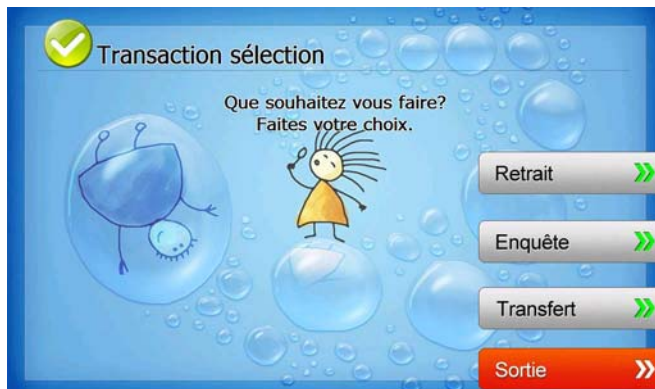 Transaction sélection
Que souhaitez vous faire?
Faites votre choix.
Retrait
Enquête
Transfert
Sortie